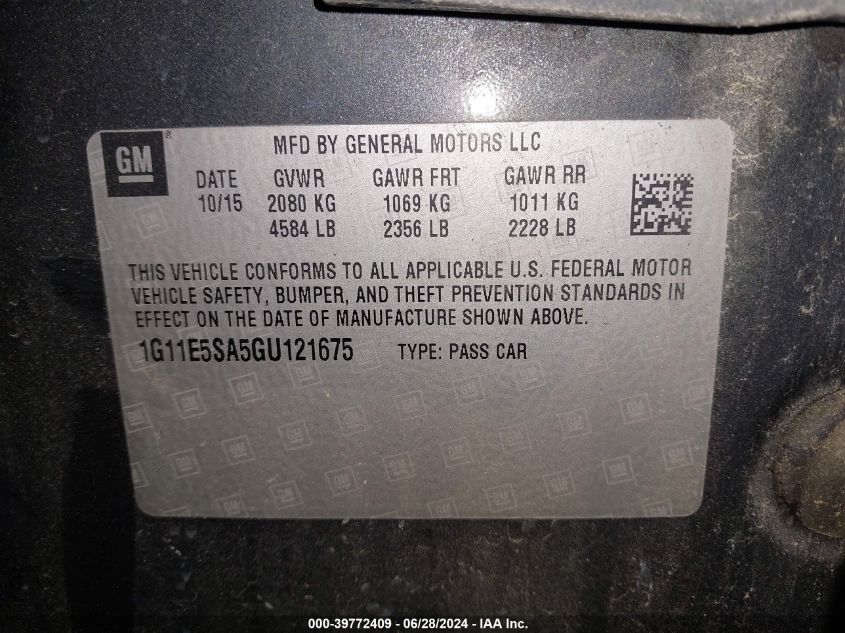 GM
MFD BY GENERAL MOTORS LLC
DATE GVWR GAWR FRT GAWR RR
10/15 2080 KG 1069 KG 1011 KG
4584 LB 2356 LB 2228 LB
THIS VEHICLE CONFORMS TO ALL APPLICABLE U.S. FEDERAL MOTOR
VEHICLE SAFETY, BUMPER, AND THEFT PREVENTION STANDARDS IN
EFFECT ON THE DATE OF MANUFACTURE SHOWN ABOVE.
1G11E5SA5GU121675 TYPE: PASS CAR
000-39772409 - 06/28/2024 - IAA Inc.